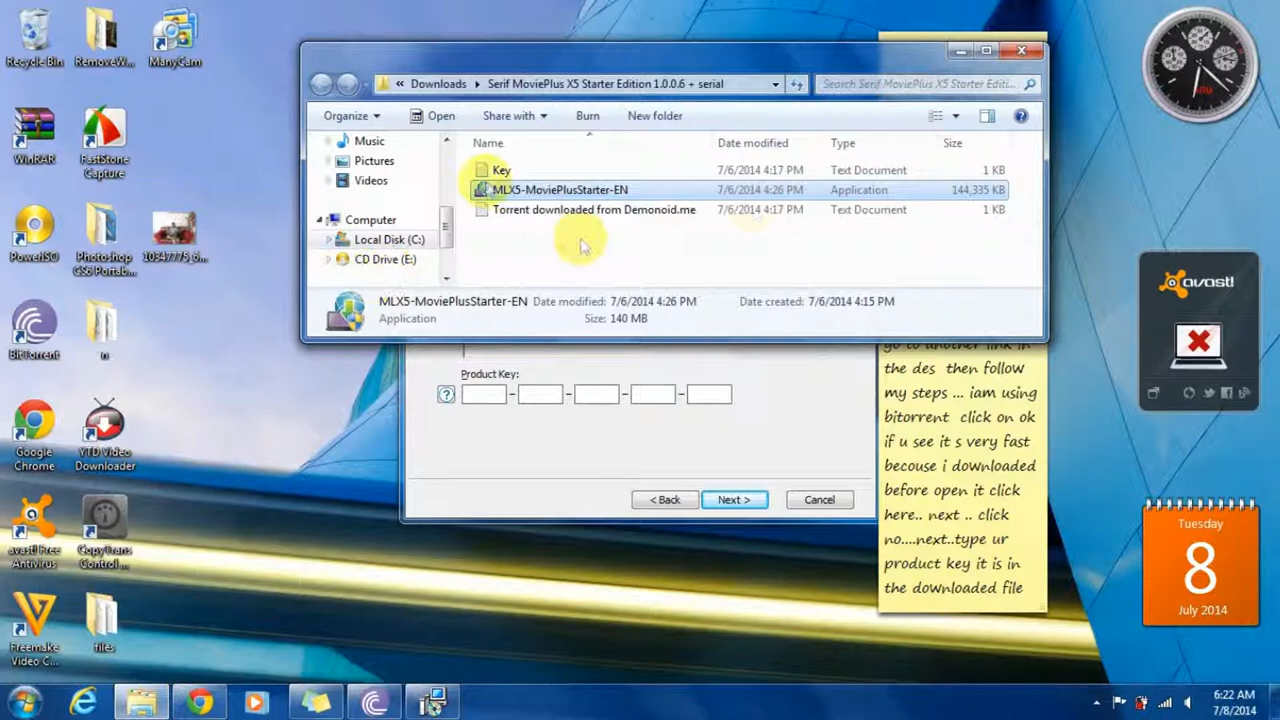 Recycle Bin
RemoveW...
ManyCam
WinRAR
FastStone
Capture
PowerISO
Photoshop
CS6 Portab...
10347775_6...
BitTorrent
n
Google
Chrome
YTD Video
Downloader
avast! Free
Antivirus
CopyTrans
Control ...
Freemake
Video C...
files
« Downloads Serif MoviePlus X5 Starter Edition 1.0.0.6 + serial
Search Serif MoviePlus X5 Starter Editi...
Organize Open Share with Burn New folder
Music
Pictures
Videos
Computer
Local Disk (C:)
CD Drive (E:)
Name Date modified Type Size
Key 7/6/2014 4:17 PM Text Document 1 KB
MLX5-MoviePlusStarter-EN 7/6/2014 4:26 PM Application 144,335 KB
Torrent downloaded from Demonoid.me 7/6/2014 4:17 PM Text Document 1 KB
MLX5-MoviePlusStarter-EN Date modified: 7/6/2014 4:26 PM Date created: 7/6/2014 4:15 PM
Application Size: 140 MB
Product Key:
< Back Next > Cancel
go to another link in
the des then follow
my steps ... iam using
bitorrent click on ok
if u see it s very fast
becouse i downloaded
before open it click
here.. next .. click
no....next..type ur
product key it is in
the downloaded file
avast!
Tuesday
8
July 2014
6:22 AM
7/8/2014